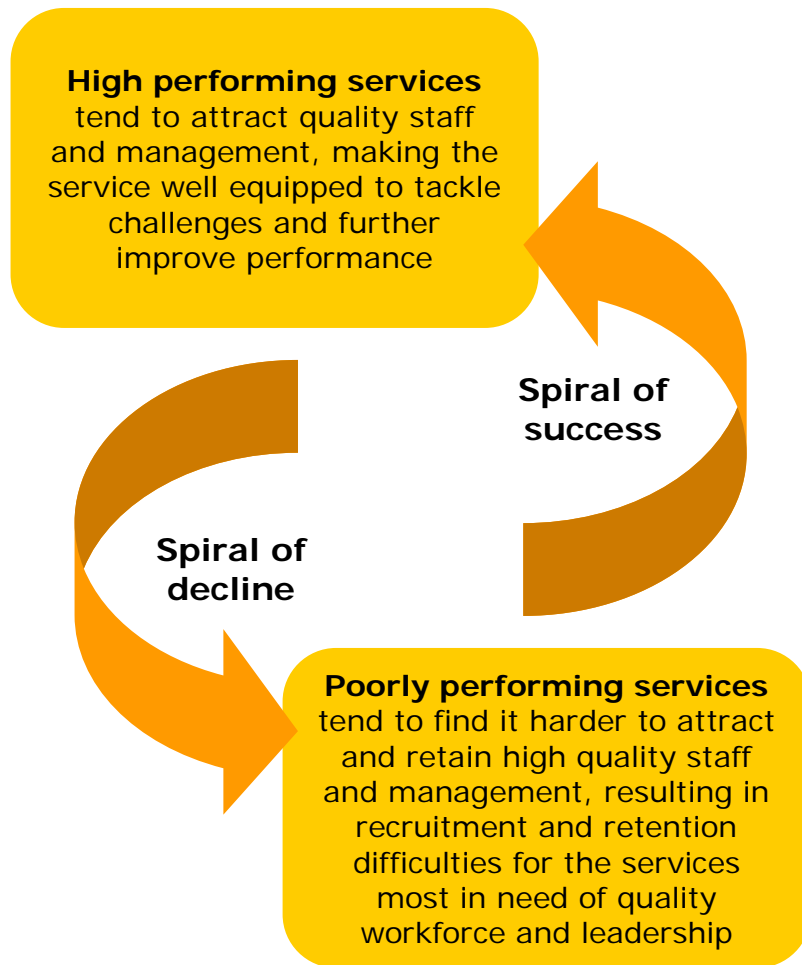 High performing services
tend to attract quality staff
and management, making the
service well equipped to tackle
challenges and further
improve performance
Spiral of
success
Spiral of
decline
Poorly performing services
tend to find it harder to attract
and retain high quality staff
and management, resulting in
recruitment and retention
difficulties for the services
most in need of quality
workforce and leadership